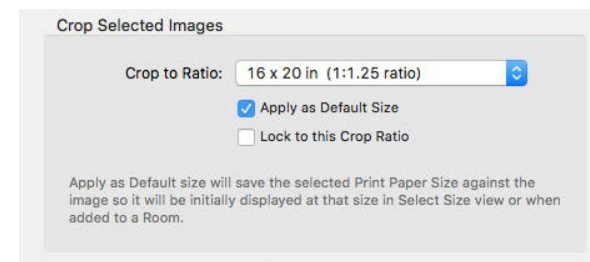 Crop Selected Images
Crop to Ratio: 16 x 20 in (1:1.25 ratio)
Apply as Default Size
Lock to this Crop Ratio
Apply as Default size will save the selected Print Paper Size against the
image so it will be initially displayed at that size in Select Size view or when
added to a Room.